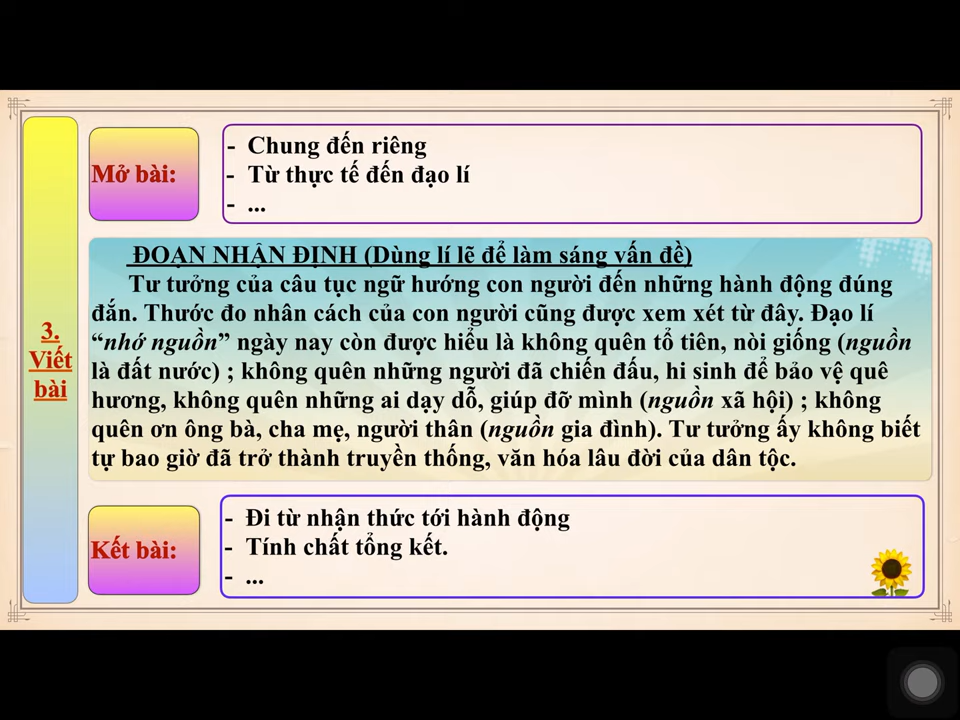 3.
Viết
bài
Mở bài:
- Chung đến riêng
- Từ thực tế đến đạo lí
- ...
ĐOẠN NHẬN ĐỊNH (Dùng lí lẽ để làm sáng vấn đề)
Tư tưởng của câu tục ngữ hướng con người đến những hành động đúng
đắn. Thước đo nhân cách của con người cũng được xem xét từ đây. Đạo lí
“nhớ nguồn” ngày nay còn được hiểu là không quên tổ tiên, nòi giống (nguồn
là đất nước) ; không quên những người đã chiến đấu, hi sinh để bảo vệ quê
hương, không quên những ai dạy dỗ, giúp đỡ mình (nguồn xã hội) ; không
quên ơn ông bà, cha mẹ, người thân (nguồn gia đình). Tư tưởng ấy không biết
tự bao giờ đã trở thành truyền thống, văn hóa lâu đời của dân tộc.
Kết bài:
- Đi từ nhận thức tới hành động
- Tính chất tổng kết.
- ...